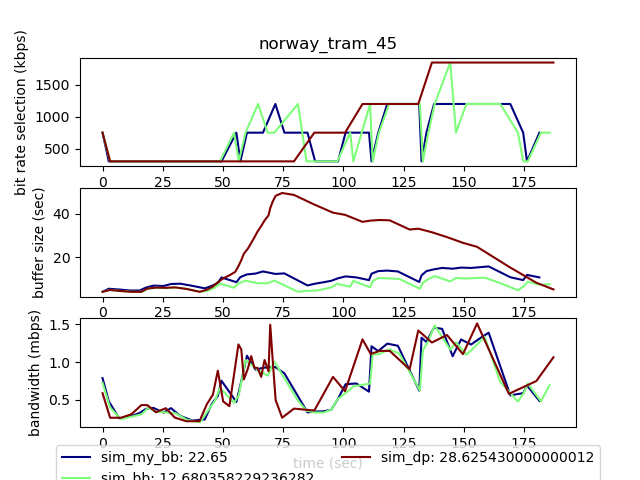 norway_tram_45
bit rate selection (kbps)
1500
1000
500
0 25 50 75 100 125 150 175
buffer size (sec)
40
20
0 25 50 75 100 125 150 175
bandwidth (mbps)
1.5
1.0
0.5
0 25 50 75 100 125 150 175
time (sec)
sim_my_bb: 22.65
sim_dp: 28.625430000000012
sim_bb: 12.680358229236282